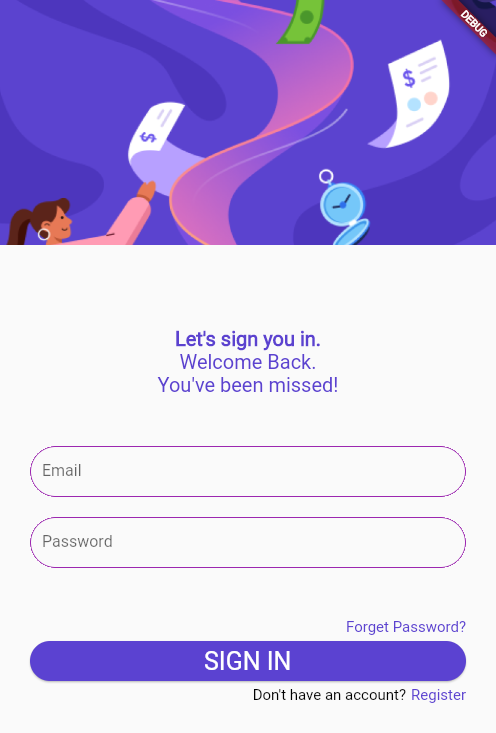 DEBUG
$
$
Let's sign you in.
Welcome Back.
You've been missed!
Email
Password
Forget Password?
SIGN IN
Don't have an account? Register